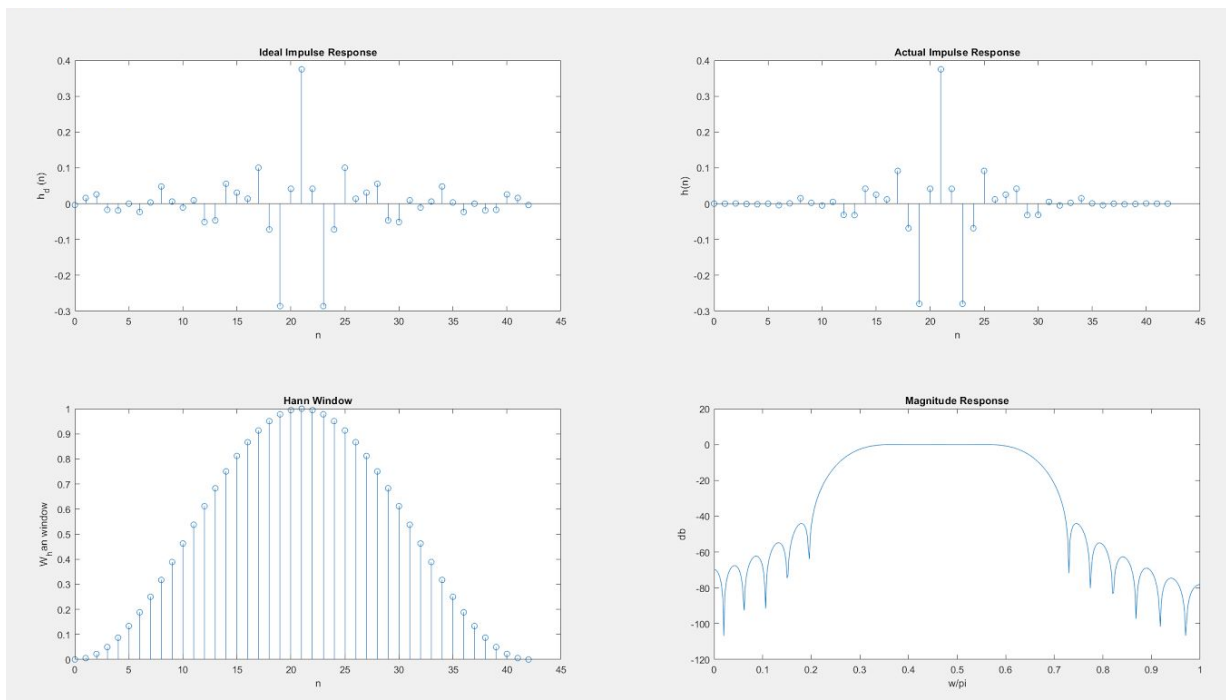 Ideal Impulse Response
0.4
0.3
0.2
0.1
0
-0.1
-0.2
-0.3
h_d (n)
0 5 10 15 20 25 30 35 40 45
n
Actual Impulse Response
0.4
0.3
0.2
0.1
0
-0.1
-0.2
-0.3
h(n)
0 5 10 15 20 25 30 35 40 45
n
Hann Window
1
0.9
0.8
0.7
0.6
0.5
0.4
0.3
0.2
0.1
0
W_han window
0 5 10 15 20 25 30 35 40 45
n
Magnitude Response
20
0
-20
-40
-60
-80
-100
-120
db
0 0.1 0.2 0.3 0.4 0.5 0.6 0.7 0.8 0.9 1
w/pi